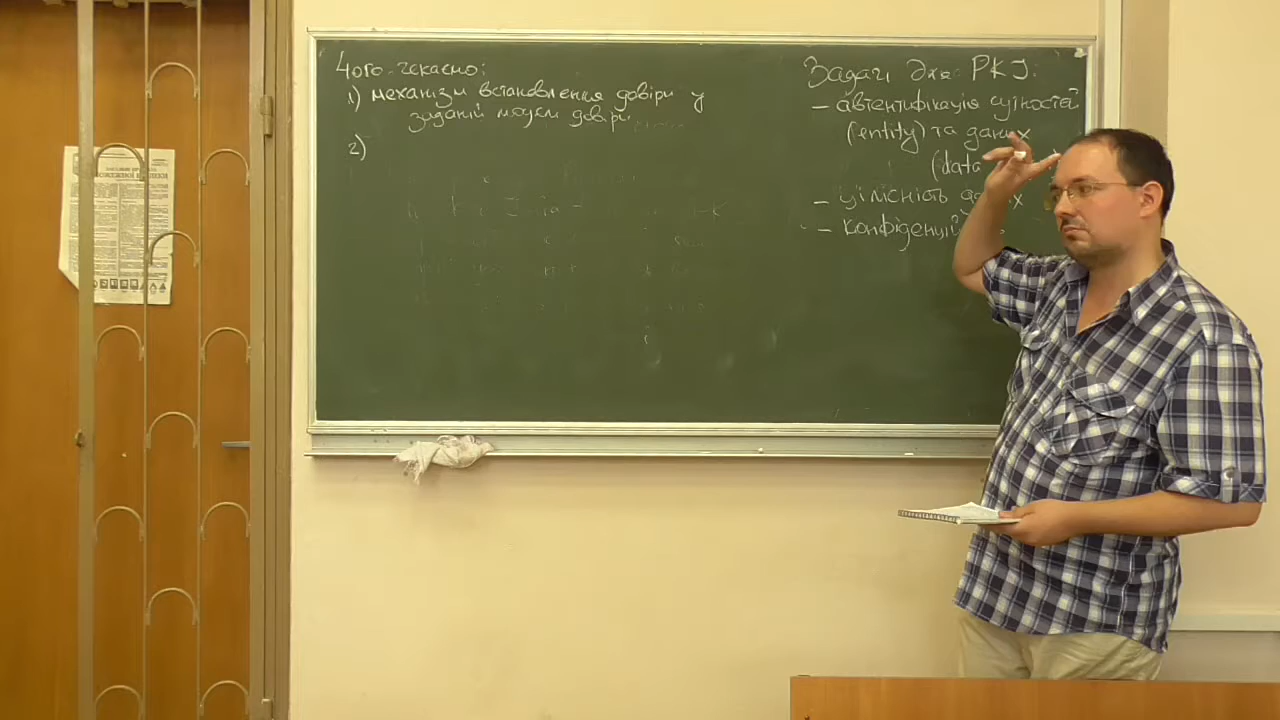 Чого чекаємо:
1) механізм встановлення довіри у
заданій моделі довіри
2)
Задачі для PKI:
– автентифікація сутностей
(entity) та даних
(data
– цілісність даних
– конфіденцій